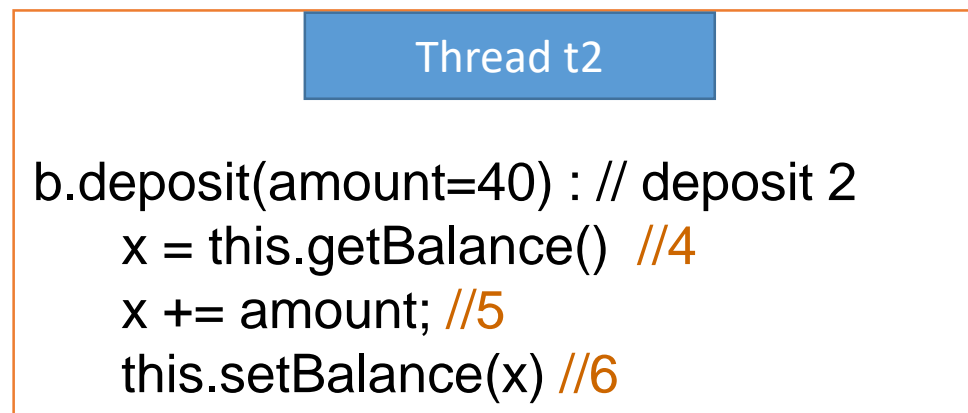 Thread t2
b.deposit(amount=40) : // deposit 2
x = this.getBalance() //4
x += amount; //5
this.setBalance(x) //6